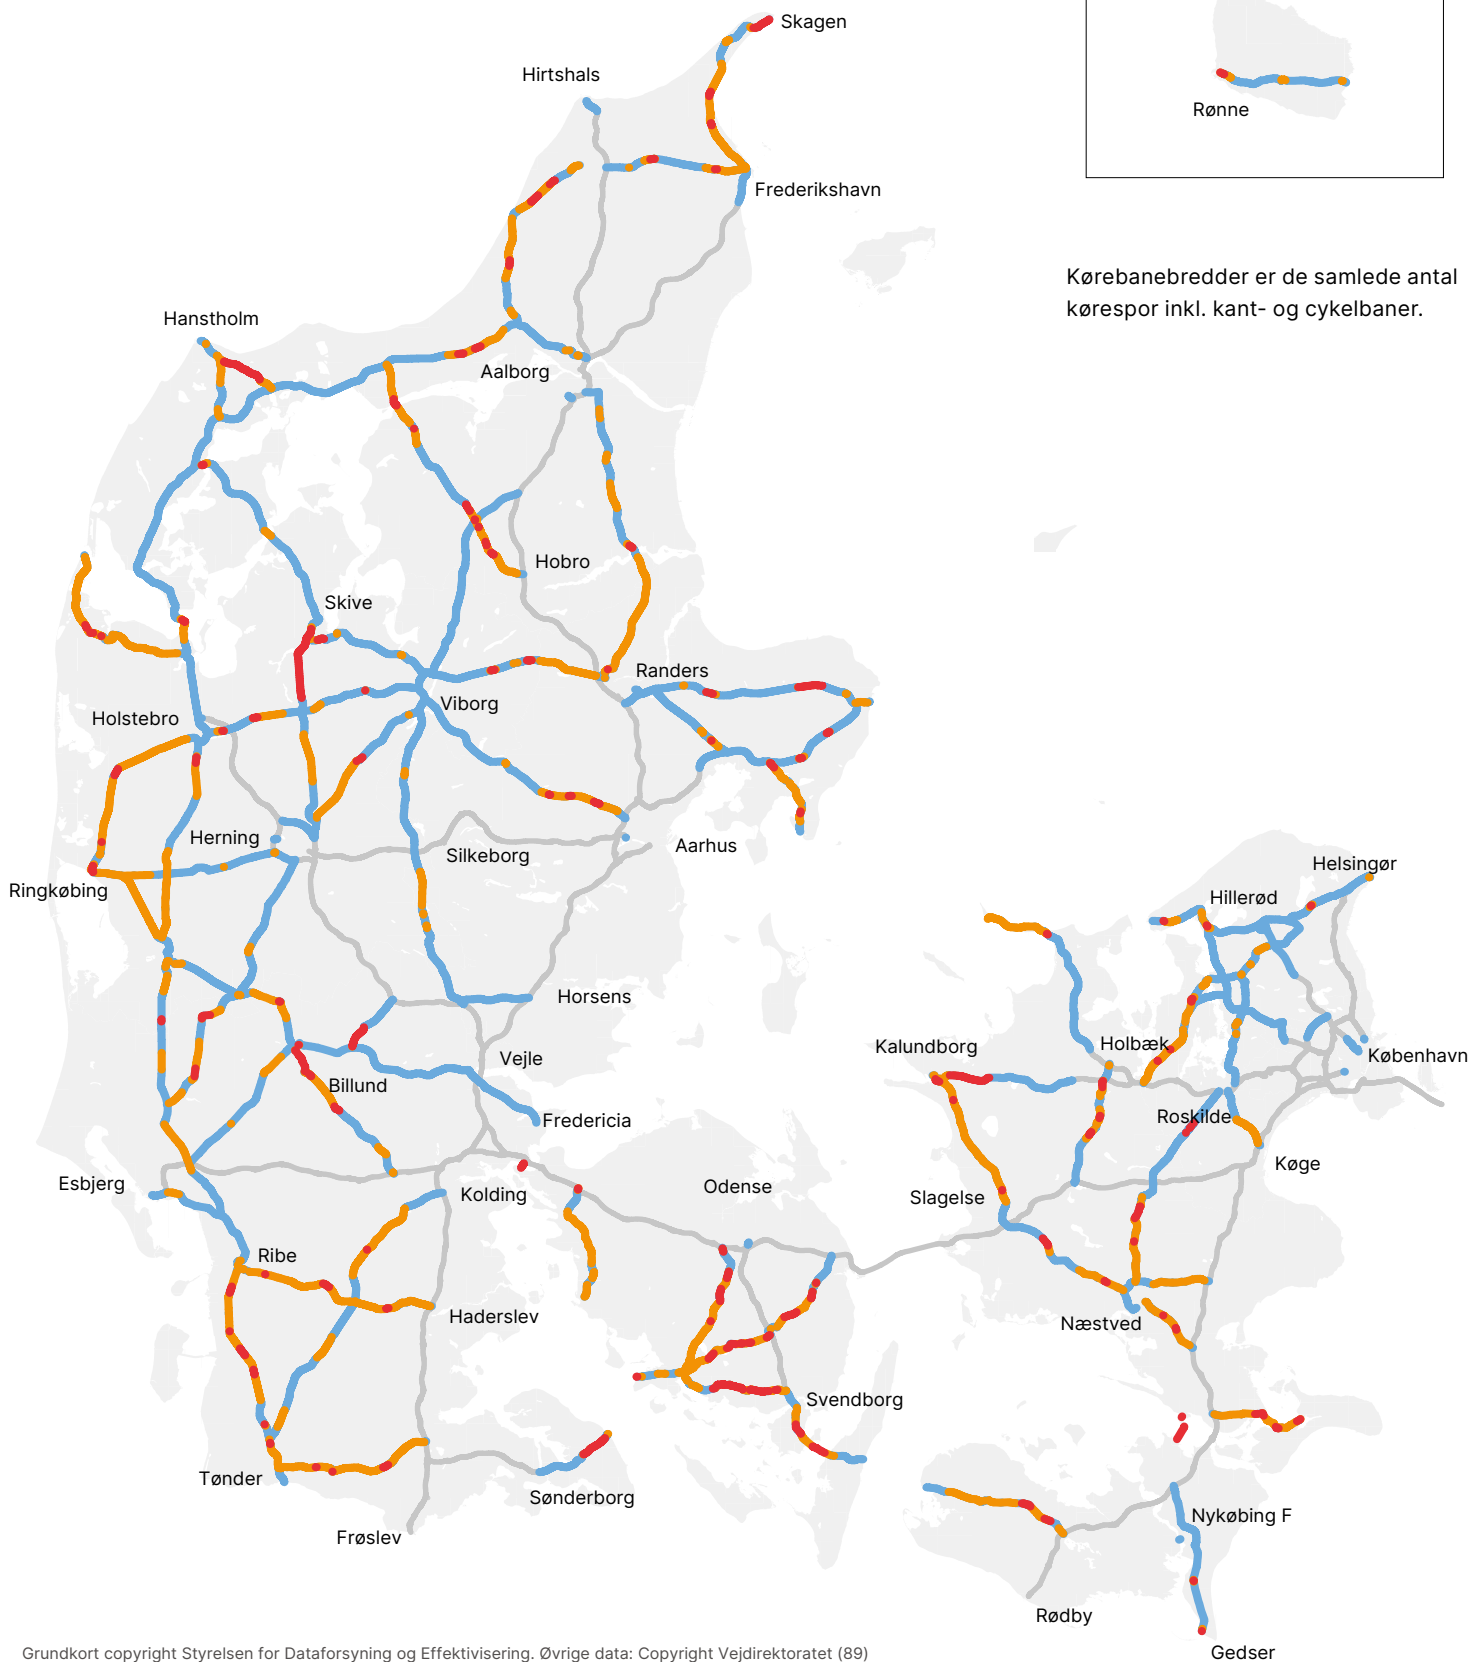 Skagen
Hirtshals
Rønne
Frederikshavn
Kørebanebredder er de samlede antal
kørespor inkl. kant- og cykelbaner.
Hanstholm
Aalborg
Hobro
Skive
Randers
Viborg
Holstebro
Herning
Aarhus
Silkeborg
Helsingør
Ringkøbing
Hillerød
Horsens
Kalundborg
Holbæk
København
Vejle
Billund
Fredericia
Roskilde
Køge
Esbjerg
Odense
Kolding
Slagelse
Ribe
Haderslev
Næstved
Svendborg
Tønder
Sønderborg
Nykøbing F
Frøslev
Rødby
Gedser
Grundkort copyright Styrelsen for Dataforsyning og Effektivisering. Øvrige data: Copyright Vejdirektoratet (89)